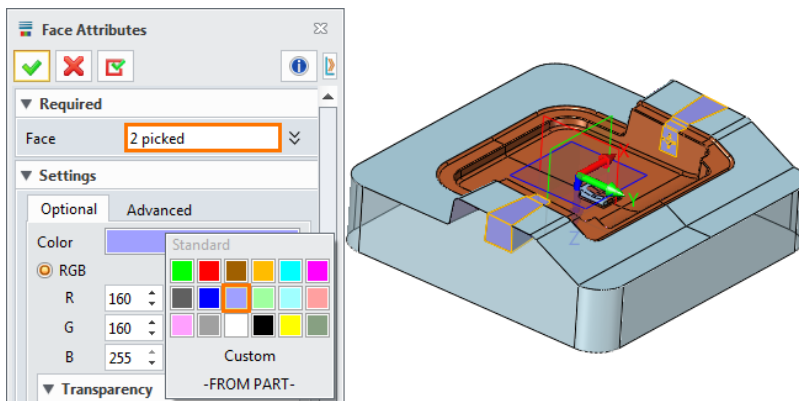 Face Attributes
Required
Face 2 picked
Settings
Optional Advanced
Color
Standard
RGB
R 160
G 160
B 255
Custom
-FROM PART-
Transparency
X
Y
Z